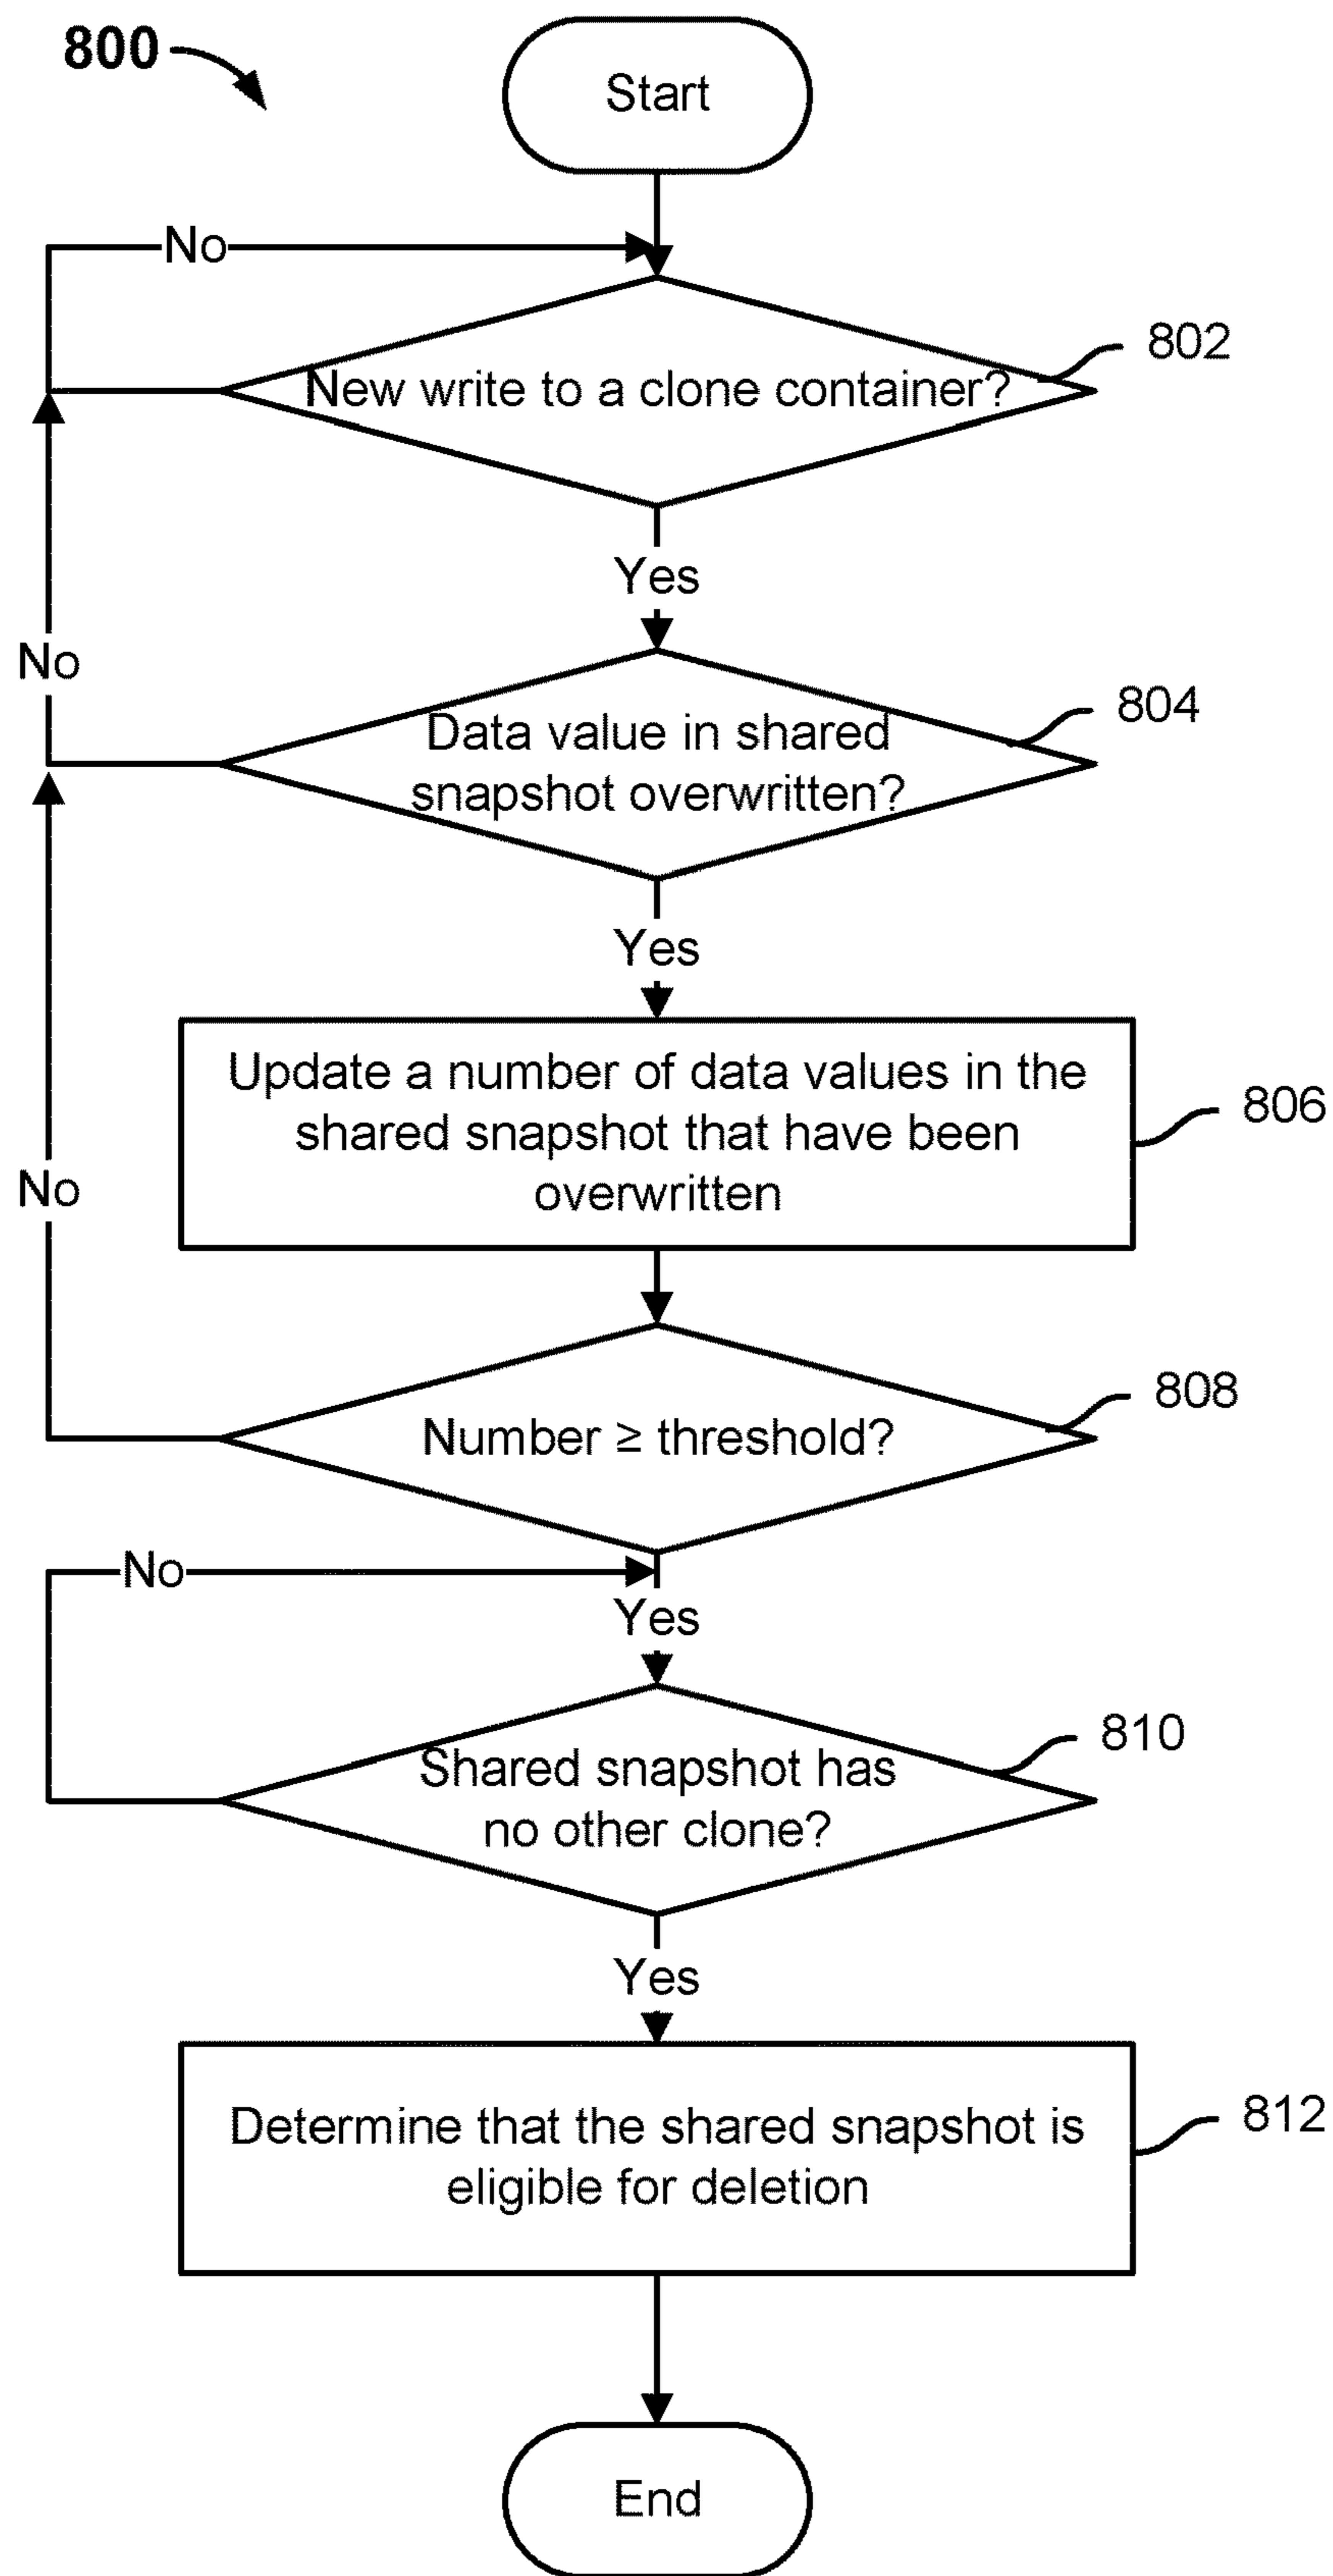 800
Start
No
802
New write to a clone container?
Yes
No
804
Data value in shared
snapshot overwritten?
Yes
Update a number of data values in the
shared snapshot that have been
overwritten
806
No
808
Number ≥ threshold?
No
Yes
810
Shared snapshot has
no other clone?
Yes
Determine that the shared snapshot is
eligible for deletion
812
End